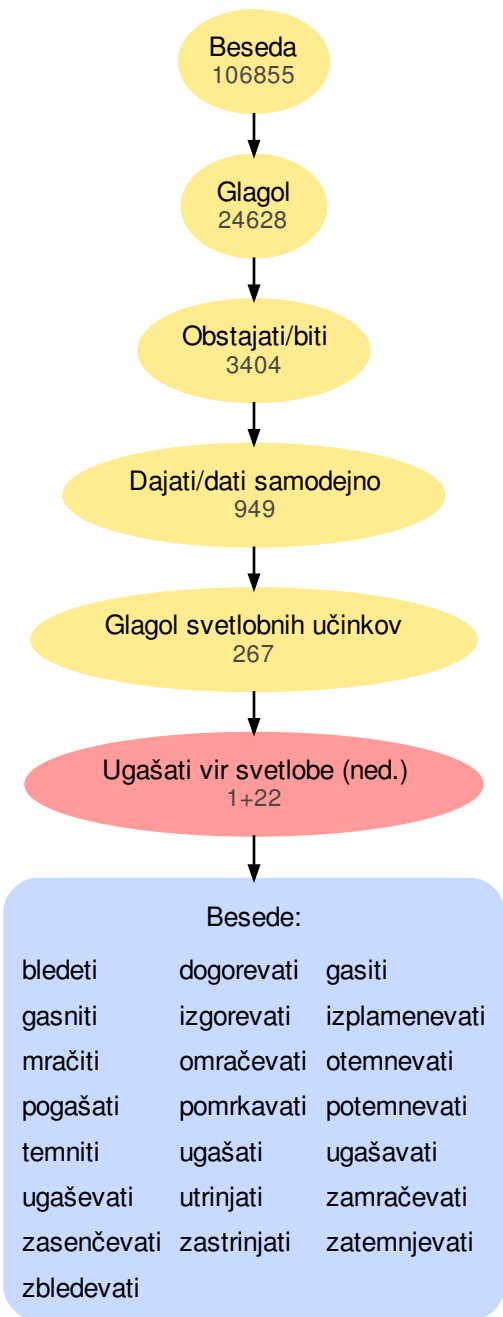 Beseda
106855
Glagol
24628
Obstajati/biti
3404
Dajati/dati samodejno
949
Glagol svetlobnih učinkov
267
Ugašati vir svetlobe (ned.)
1+22
Besede:
bledeti dogorevati gasiti
gasniti izgorevati izplamenevati
mračiti omračevati otemnevati
pogašati pomrkavati potemnevati
temniti ugašati ugašavati
ugaševati utrinjati zamračevati
zasenčevati zastrinjati zatemnjevati
zbledevati